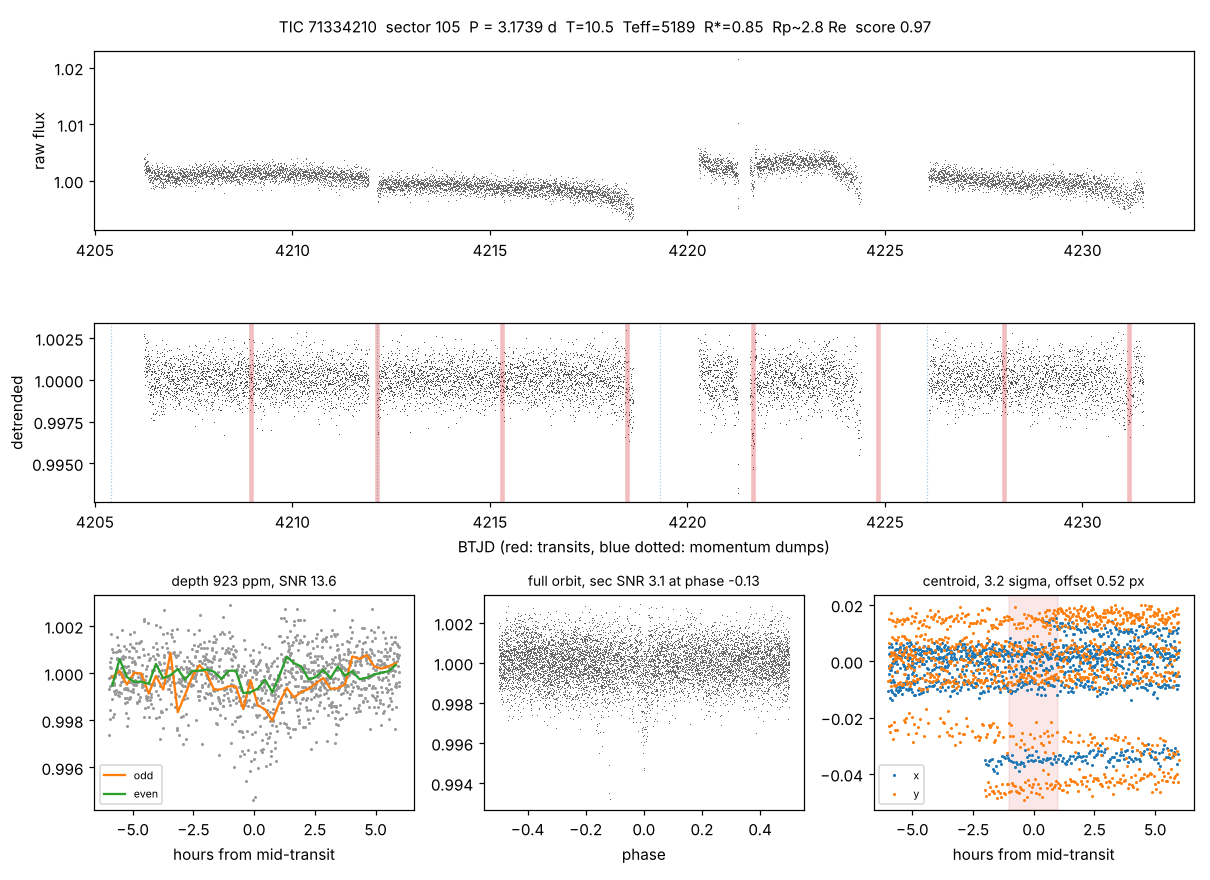 TIC 71334210  sector 105  P = 3.1739 d  T=10.5  Teff=5189  R*=0.85  Rp~2.8 Re  score 0.97
raw flux
1.02
1.01
1.00
4205 4210 4215 4220 4225 4230
detrended
1.0025
1.0000
0.9975
0.9950
4205 4210 4215 4220 4225 4230
BTJD (red: transits, blue dotted: momentum dumps)
depth 923 ppm, SNR 13.6
1.002
1.000
0.998
0.996
odd
even
−5.0 −2.5 0.0 2.5 5.0
hours from mid-transit
full orbit, sec SNR 3.1 at phase -0.13
1.002
1.000
0.998
0.996
0.994
−0.4 −0.2 0.0 0.2 0.4
phase
centroid, 3.2 sigma, offset 0.52 px
0.02
0.00
−0.02
−0.04
x
y
−5.0 −2.5 0.0 2.5 5.0
hours from mid-transit